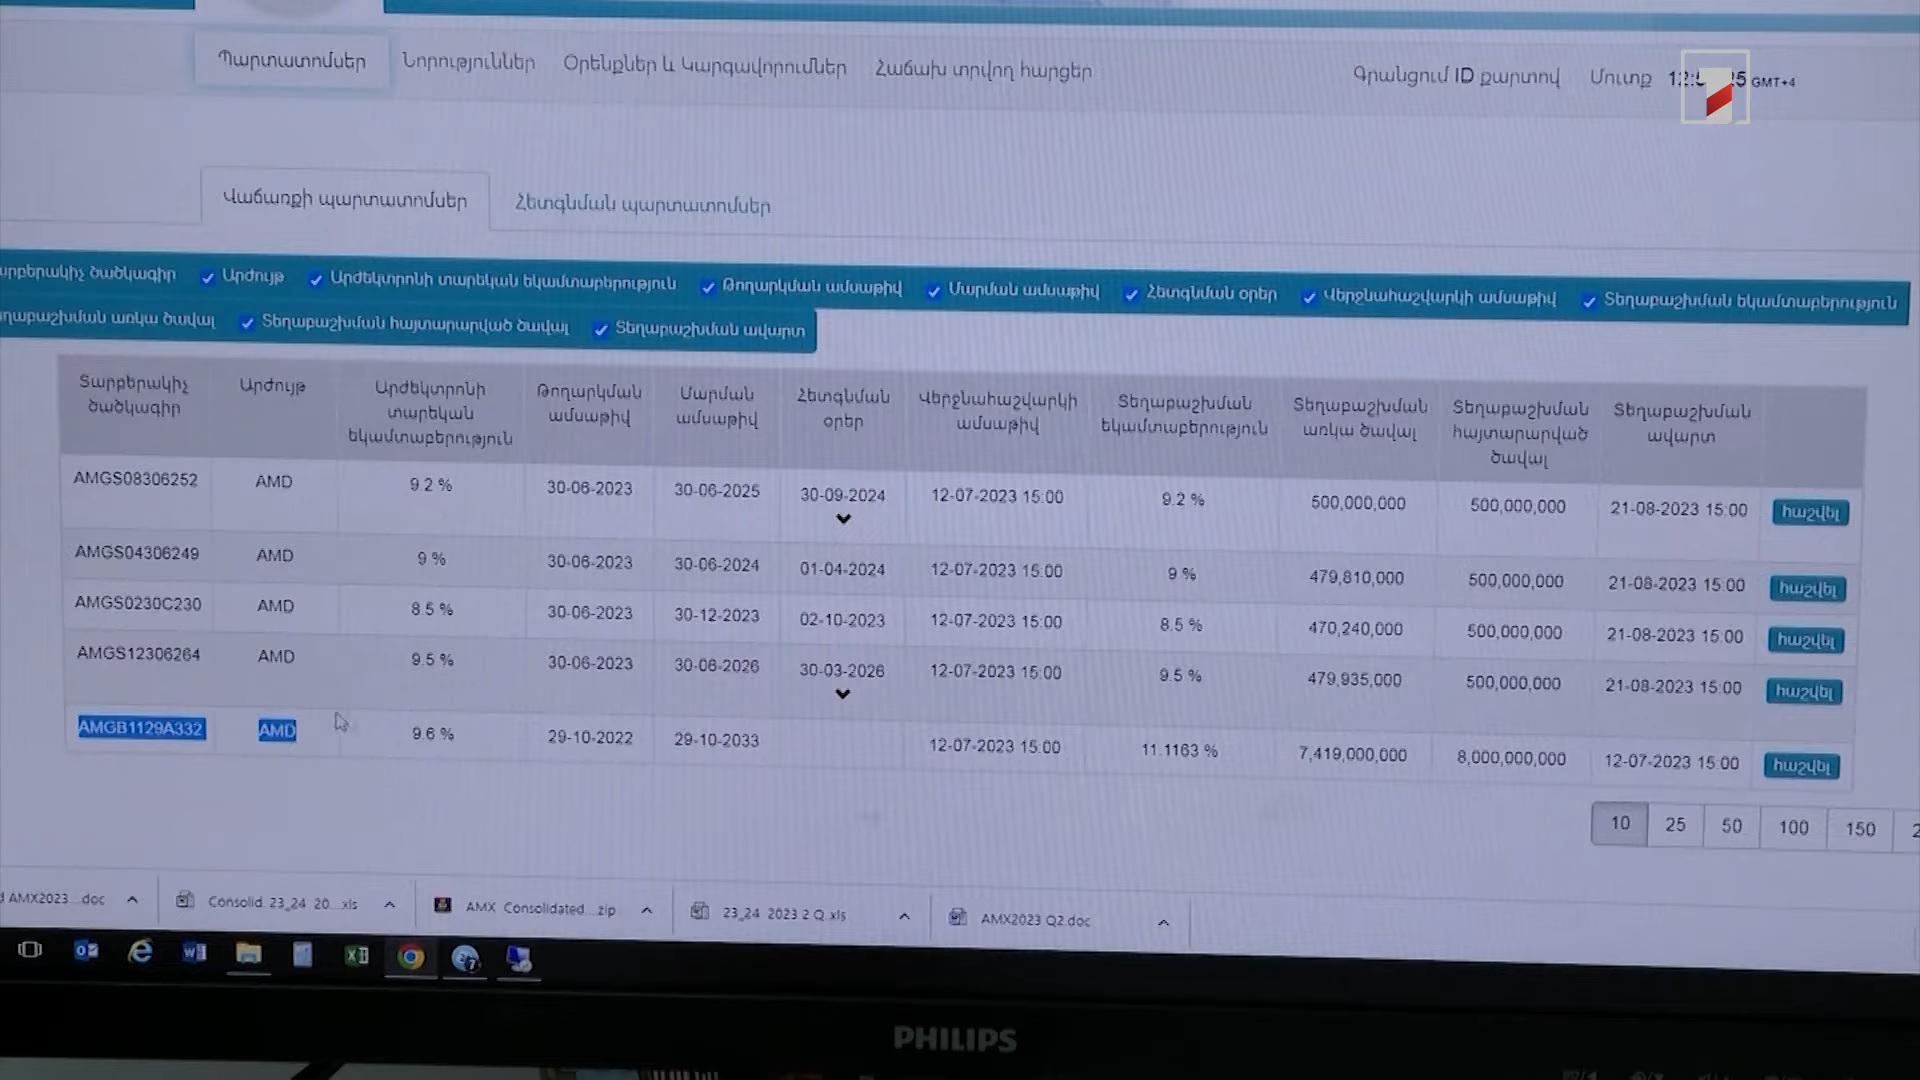 Պարտատոմսեր Նորություններ Օրենքներ և Կարգավորումներ Հաճախ տրվող հարցեր Գրանցում ID քարտով Մուտք GMT+4
Վաճառքի պարտատոմսեր Հետգնման պարտատոմսեր
ծածկագիր Արժույթ Արժեկտրոնի տարեկան եկամտաբերություն Թողարկման ամսաթիվ Մարման ամսաթիվ Հետգնման օրեր Վերջնահաշվարկի ամսաթիվ Տեղաբաշխման եկամտաբերություն
առկա ծավալ Տեղաբաշխման հայտարարված ծավալ Տեղաբաշխման ավարտ
Տարբերակիչ ծածկագիր Արժույթ Արժեկտրոնի տարեկան եկամտաբերություն Թողարկման ամսաթիվ Մարման ամսաթիվ Հետգնման օրեր Վերջնահաշվարկի ամսաթիվ Տեղաբաշխման եկամտաբերություն Տեղաբաշխման առկա ծավալ Տեղաբաշխման հայտարարված ծավալ Տեղաբաշխման ավարտ
AMGS08306252 AMD 9.2 % 30-06-2023 30-06-2025 30-09-2024 12-07-2023 15:00 9.2 % 500,000,000 500,000,000 21-08-2023 15:00 հաշվել
AMGS04306249 AMD 9 % 30-06-2023 30-06-2024 01-04-2024 12-07-2023 15:00 9 % 479,810,000 500,000,000 21-08-2023 15:00 հաշվել
AMGS0230C230 AMD 8.5 % 30-06-2023 30-12-2023 02-10-2023 12-07-2023 15:00 8.5 % 470,240,000 500,000,000 21-08-2023 15:00 հաշվել
AMGS12306264 AMD 9.5 % 30-06-2023 30-06-2026 30-03-2026 12-07-2023 15:00 9.5 % 479,935,000 500,000,000 21-08-2023 15:00 հաշվել
AMGB1129A332 AMD 9.6 % 29-10-2022 29-10-2033 12-07-2023 15:00 11.1163 % 7,419,000,000 8,000,000,000 12-07-2023 15:00 հաշվել
10 25 50 100 150
AMX2023....doc Consolid 23_24 20....xls AMX Consolidated....zip 23_24 2023 2 Q.xls AMX2023 Q2.doc
PHILIPS